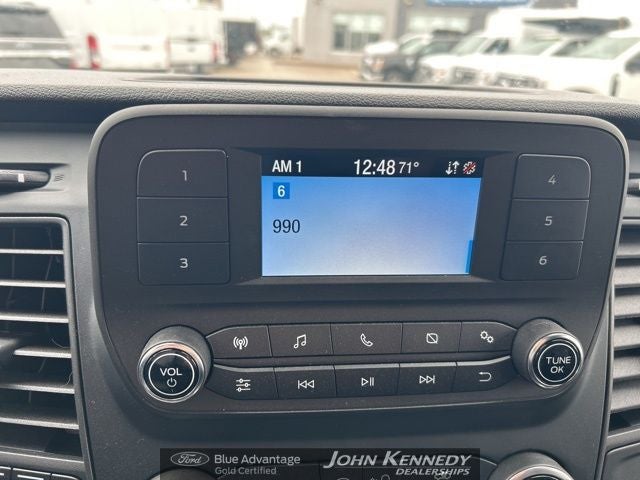 AM 1 12:48 71°
6
990
1
2
3
4
5
6
VOL
TUNE
OK
Ford Blue Advantage
Gold Certified
JOHN KENNEDY
DEALERSHIPS